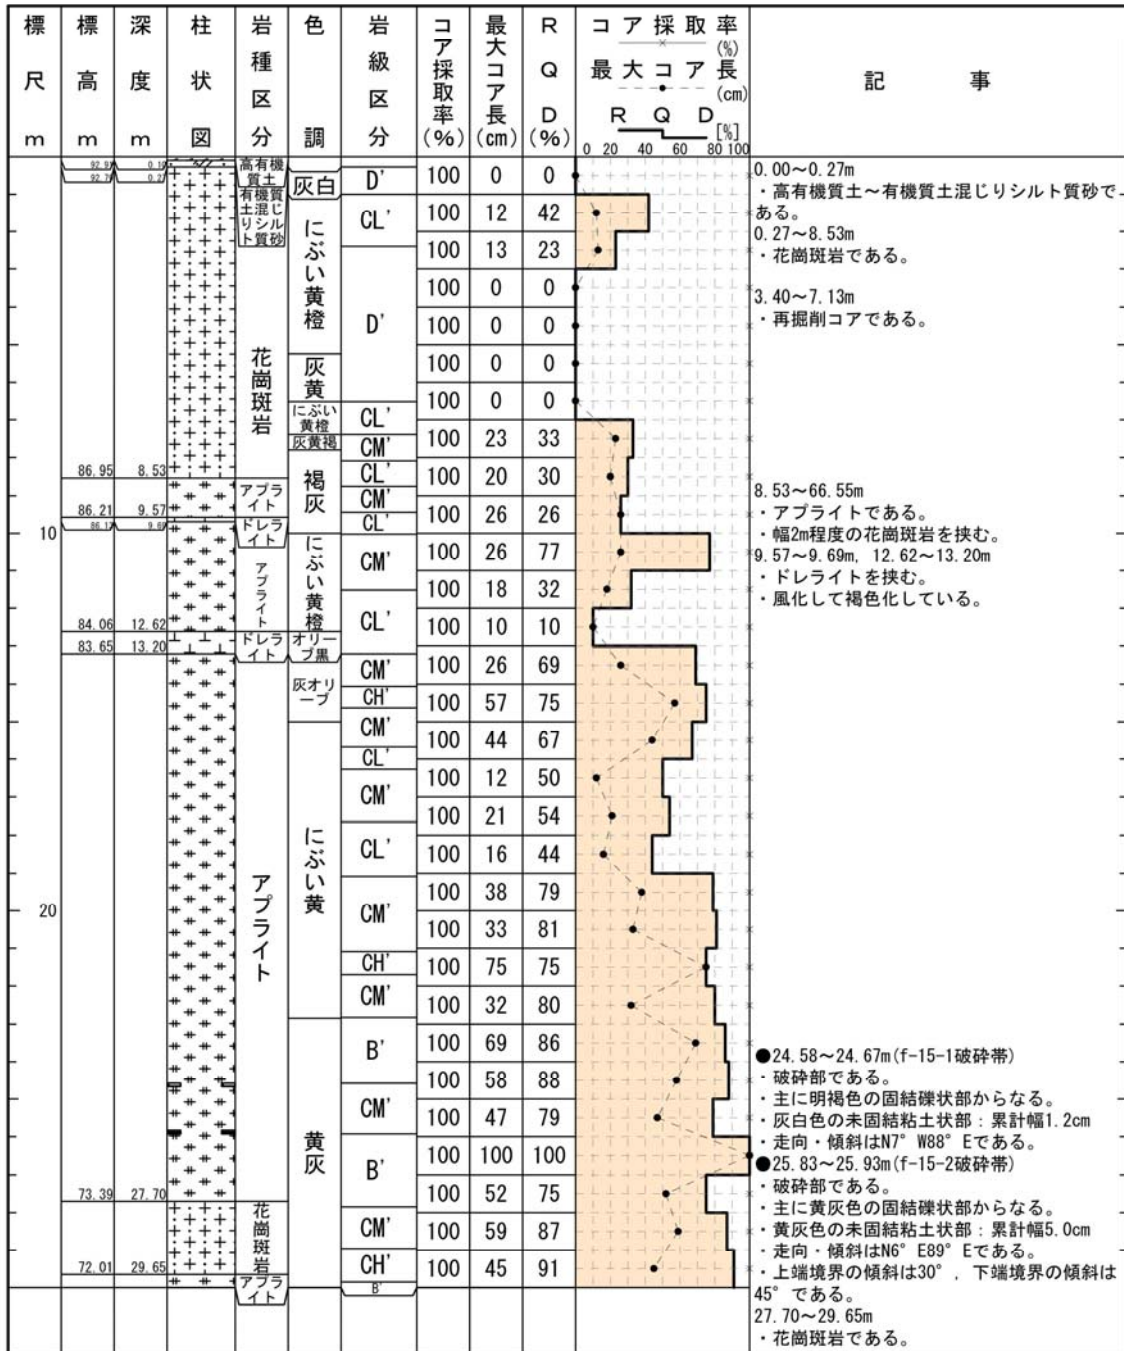 標尺m
標高m
深度m
柱状図
岩種区分
色調
岩級区分
コア採取率(%)
最大コア長(cm)
RQD(%)
コア採取率
(%)
最大コア長
(cm)
RQD
[%]
0 20 40 60 80 100
記事
92.79 0.27
86.95 8.53
86.21 9.57
84.06 12.62
83.65 13.20
73.39 27.70
72.01 29.65
10
20
高有機質土
有機質土混じりシルト質砂
花崗斑岩
アプライト
ドレライト
アプライト
ドレライト
アプライト
花崗斑岩
アプライト
灰白
にぶい黄橙
灰黄
にぶい黄橙
灰黄褐
褐灰
にぶい黄橙
オリーブ黒
灰オリーブ
にぶい黄
黄灰
D'
CL'
D'
CL'
CM'
CL'
CM'
CL'
CM'
CL'
CM'
CH'
CM'
CL'
CM'
CL'
CM'
CH'
CM'
B'
CM'
B'
CM'
CH'
B'
100 0 0
100 12 42
100 13 23
100 0 0
100 0 0
100 0 0
100 0 0
100 23 33
100 20 30
100 26 26
100 26 77
100 18 32
100 10 10
100 26 69
100 57 75
100 44 67
100 12 50
100 21 54
100 16 44
100 38 79
100 33 81
100 75 75
100 32 80
100 69 86
100 58 88
100 47 79
100 100 100
100 52 75
100 59 87
100 45 91
0.00～0.27m
・高有機質土～有機質土混じりシルト質砂で
ある。
0.27～8.53m
・花崗斑岩である。
3.40～7.13m
・再掘削コアである。
8.53～66.55m
・アプライトである。
・幅2m程度の花崗斑岩を挟む。
9.57～9.69m, 12.62～13.20m
・ドレライトを挟む。
・風化して褐色化している。
●24.58～24.67m(f-15-1破砕帯)
・破砕部である。
・主に明褐色の固結礫状部からなる。
・灰白色の未固結粘土状部：累計幅1.2cm
・走向・傾斜はN7°W88°Eである。
●25.83～25.93m(f-15-2破砕帯)
・破砕部である。
・主に黄灰色の固結礫状部からなる。
・黄灰色の未固結粘土状部：累計幅5.0cm
・走向・傾斜はN6°E89°Eである。
・上端境界の傾斜は30°，下端境界の傾斜は
45°である。
27.70～29.65m
・花崗斑岩である。